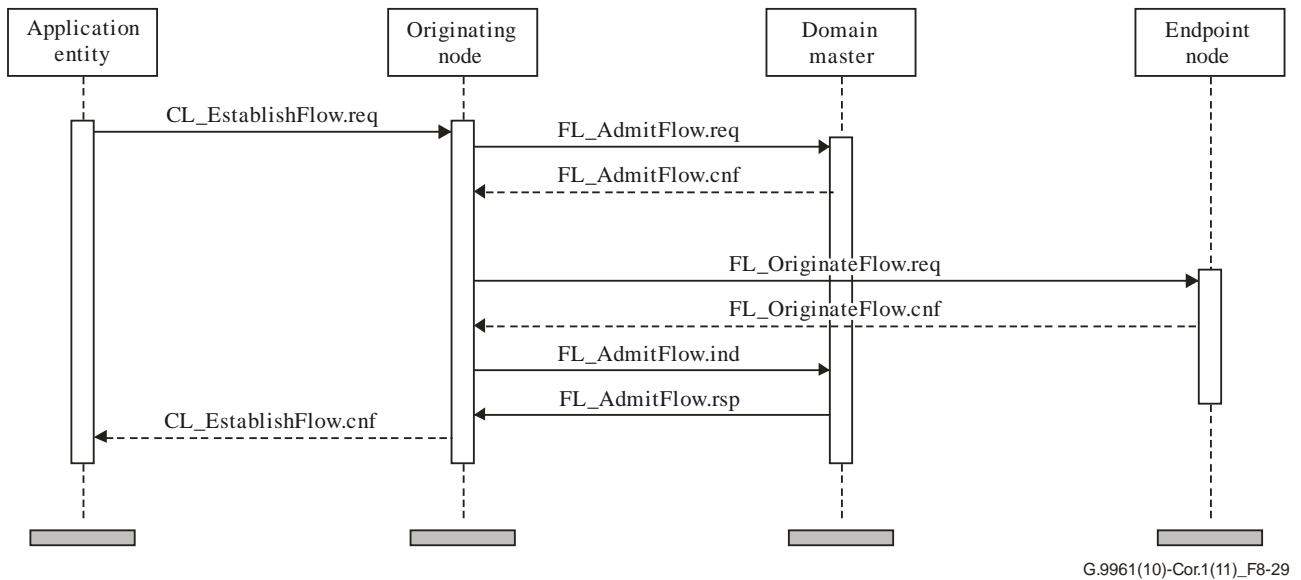 Application
entity
Originating
node
Domain
master
Endpoint
node
CL_EstablishFlow.req
FL_AdmitFlow.req
FL_AdmitFlow.cnf
FL_OriginateFlow.req
FL_OriginateFlow.cnf
FL_AdmitFlow.ind
FL_AdmitFlow.rsp
CL_EstablishFlow.cnf
G.9961(10)-Cor.1(11)_F8-29